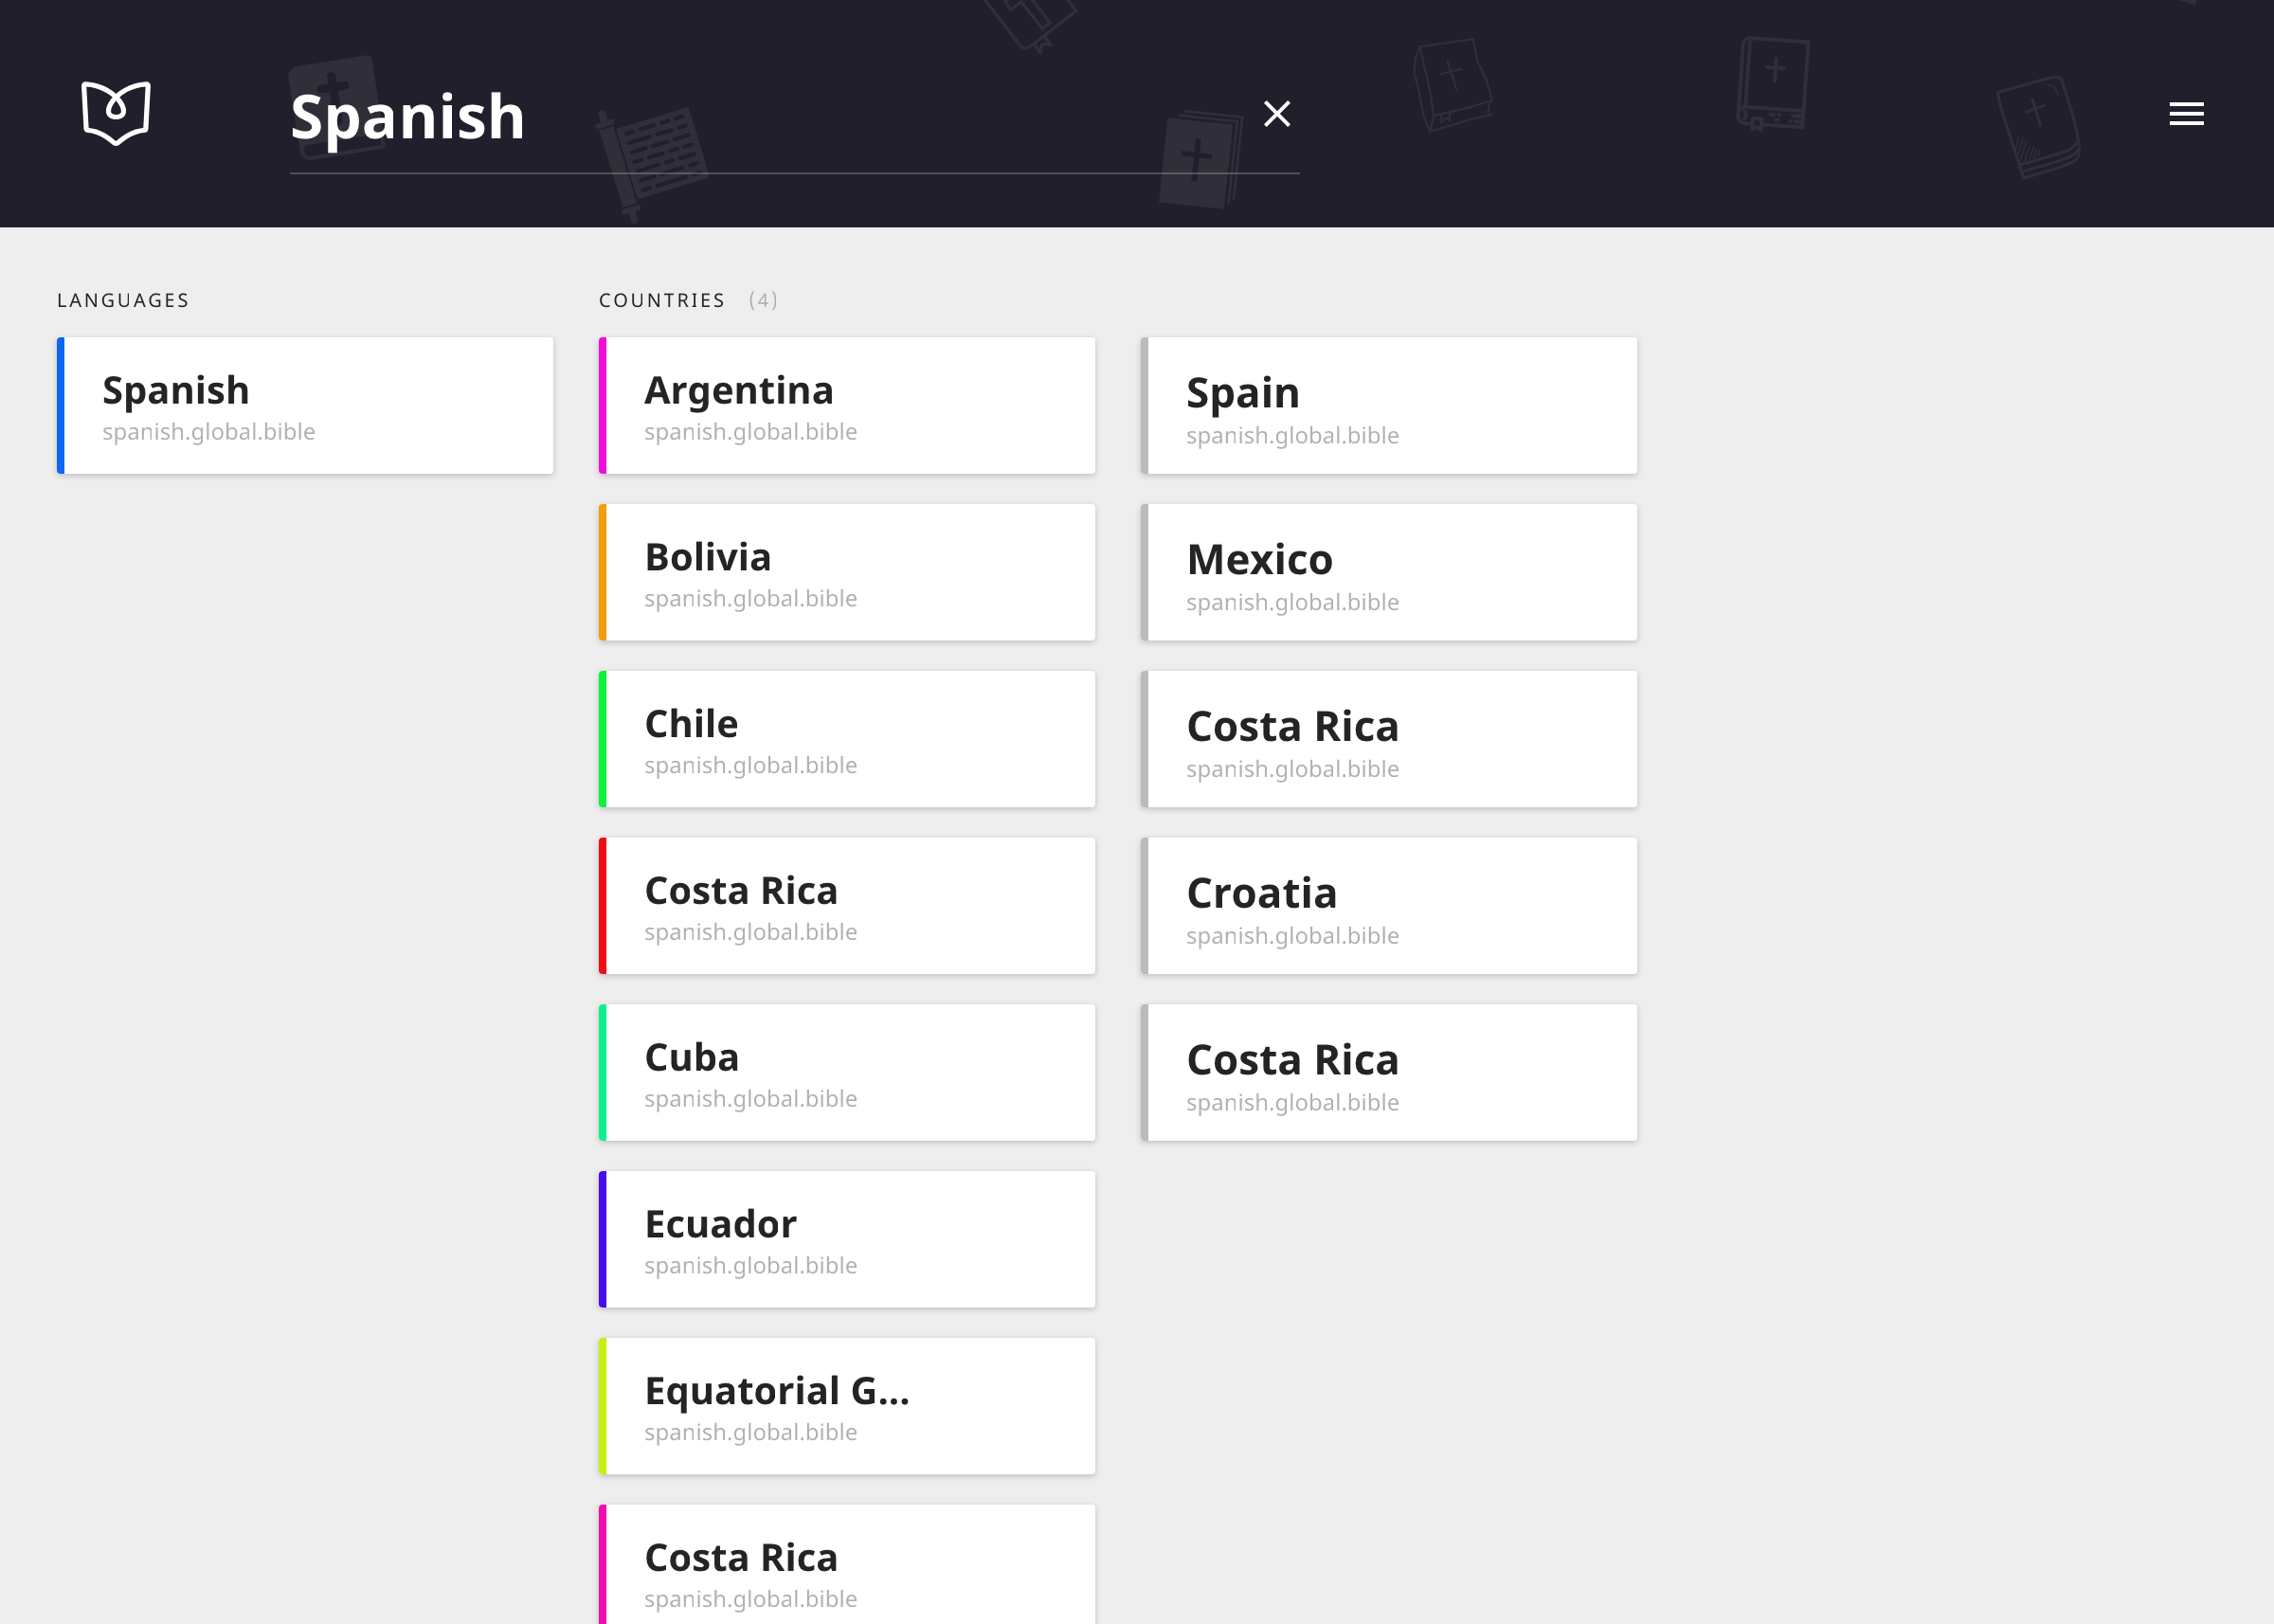 Spanish
LANGUAGES
Spanish
spanish.global.bible
COUNTRIES (4)
Argentina
spanish.global.bible
Bolivia
spanish.global.bible
Chile
spanish.global.bible
Costa Rica
spanish.global.bible
Cuba
spanish.global.bible
Ecuador
spanish.global.bible
Equatorial G...
spanish.global.bible
Costa Rica
spanish.global.bible
Spain
spanish.global.bible
Mexico
spanish.global.bible
Costa Rica
spanish.global.bible
Croatia
spanish.global.bible
Costa Rica
spanish.global.bible